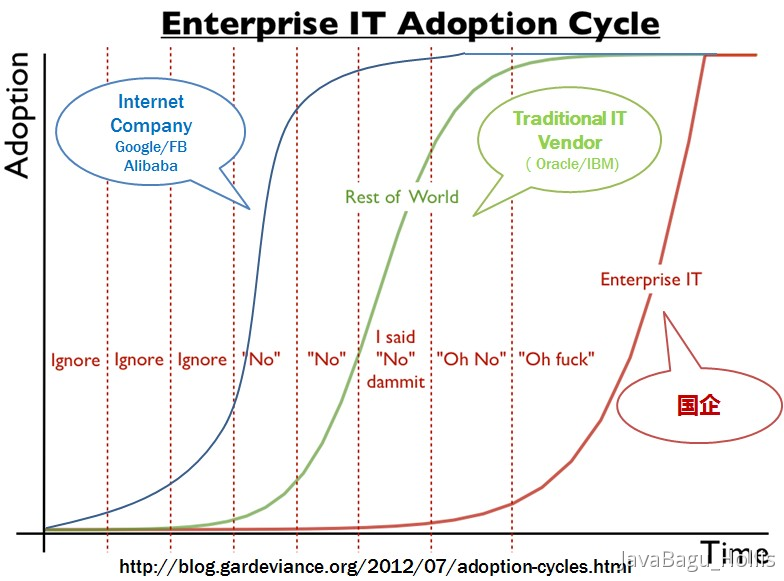 Enterprise IT Adoption Cycle
Adoption
Internet
Company
Google/FB
Alibaba
Traditional IT
Vendor
( Oracle/IBM)
Rest of World
Enterprise IT
Ignore
Ignore
Ignore
"No"
"No"
I said
"No"
dammit
"Oh No"
"Oh fuck"
国企
Time
JavaBagu_Hollis
http://blog.gardeviance.org/2012/07/adoption-cycles.html